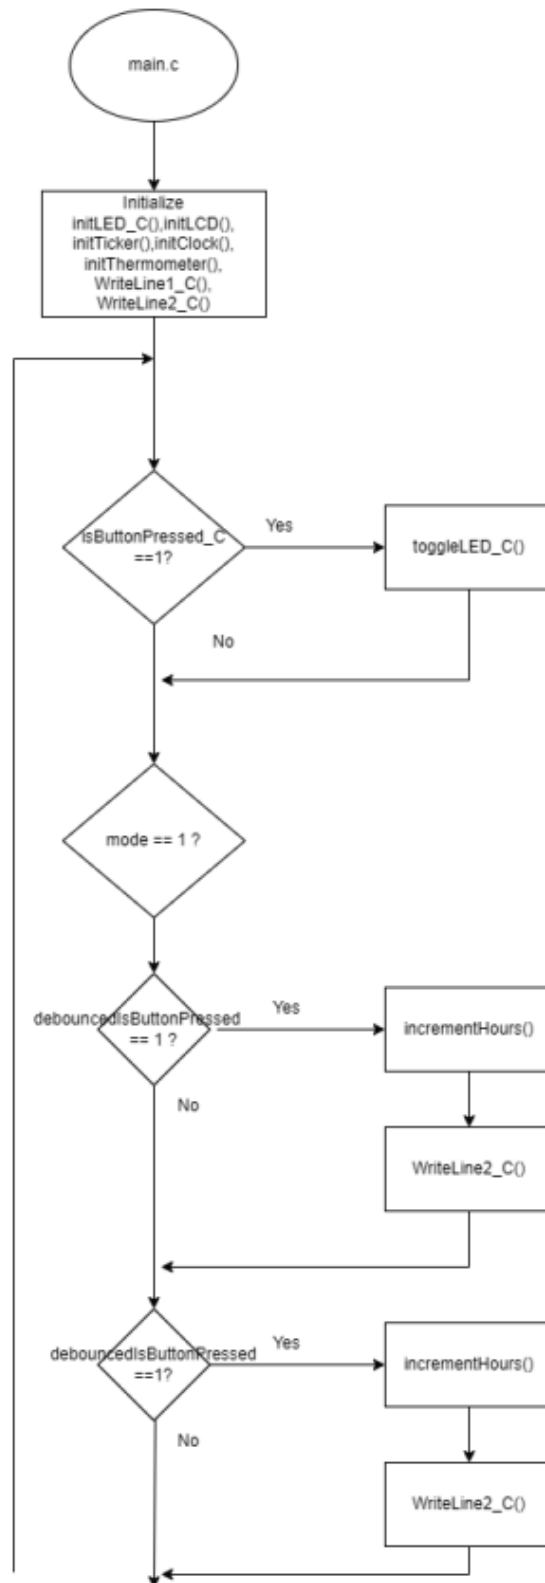 main.c
Initialize
initLED_C(),initLCD(),
initTicker(),initClock(),
initThermometer(),
WriteLine1_C(),
WriteLine2_C()
IsButtonPressed_C
==1?
Yes
toggleLED_C()
No
mode == 1 ?
debouncedIsButtonPressed
== 1 ?
Yes
incrementHours()
No
WriteLine2_C()
debouncedIsButtonPressed
==1?
Yes
incrementHours()
No
WriteLine2_C()